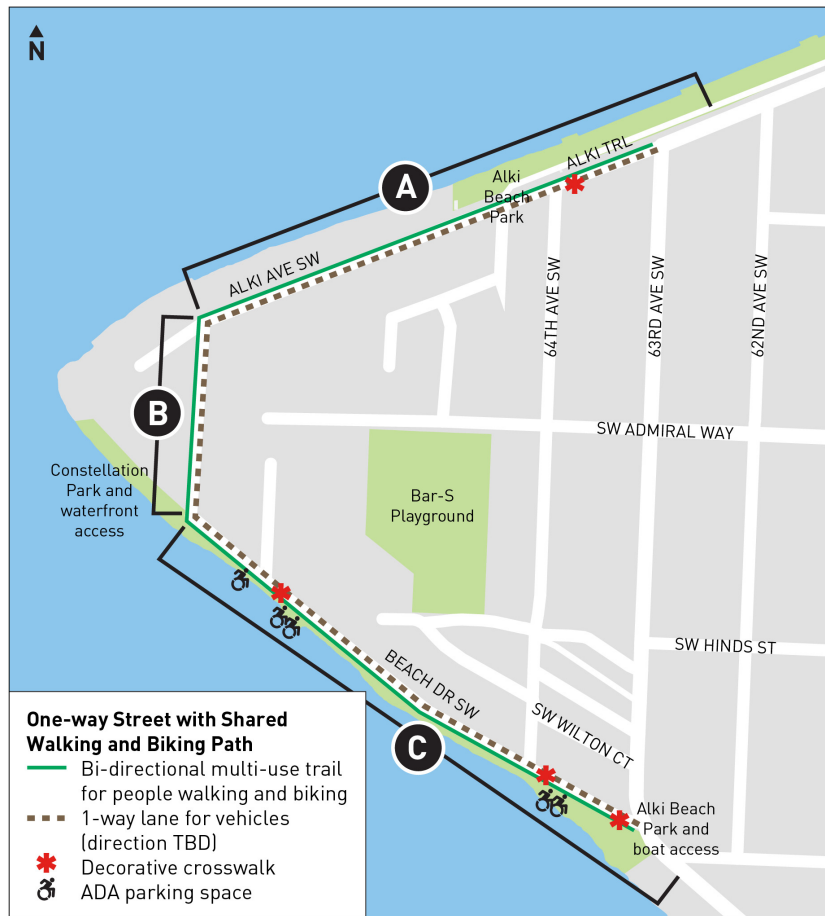 N
ALKI TRL
Alki
Beach
Park
A
ALKI AVE SW
64TH AVE SW
63RD AVE SW
62ND AVE SW
B
SW ADMIRAL WAY
Constellation
Park and
waterfront
access
Bar-S
Playground
SW HINDS ST
BEACH DR SW
SW WILTON CT
C
Alki Beach
Park and
boat access
One-way Street with Shared
Walking and Biking Path
Bi-directional multi-use trail
for people walking and biking
1-way lane for vehicles
(direction TBD)
Decorative crosswalk
ADA parking space